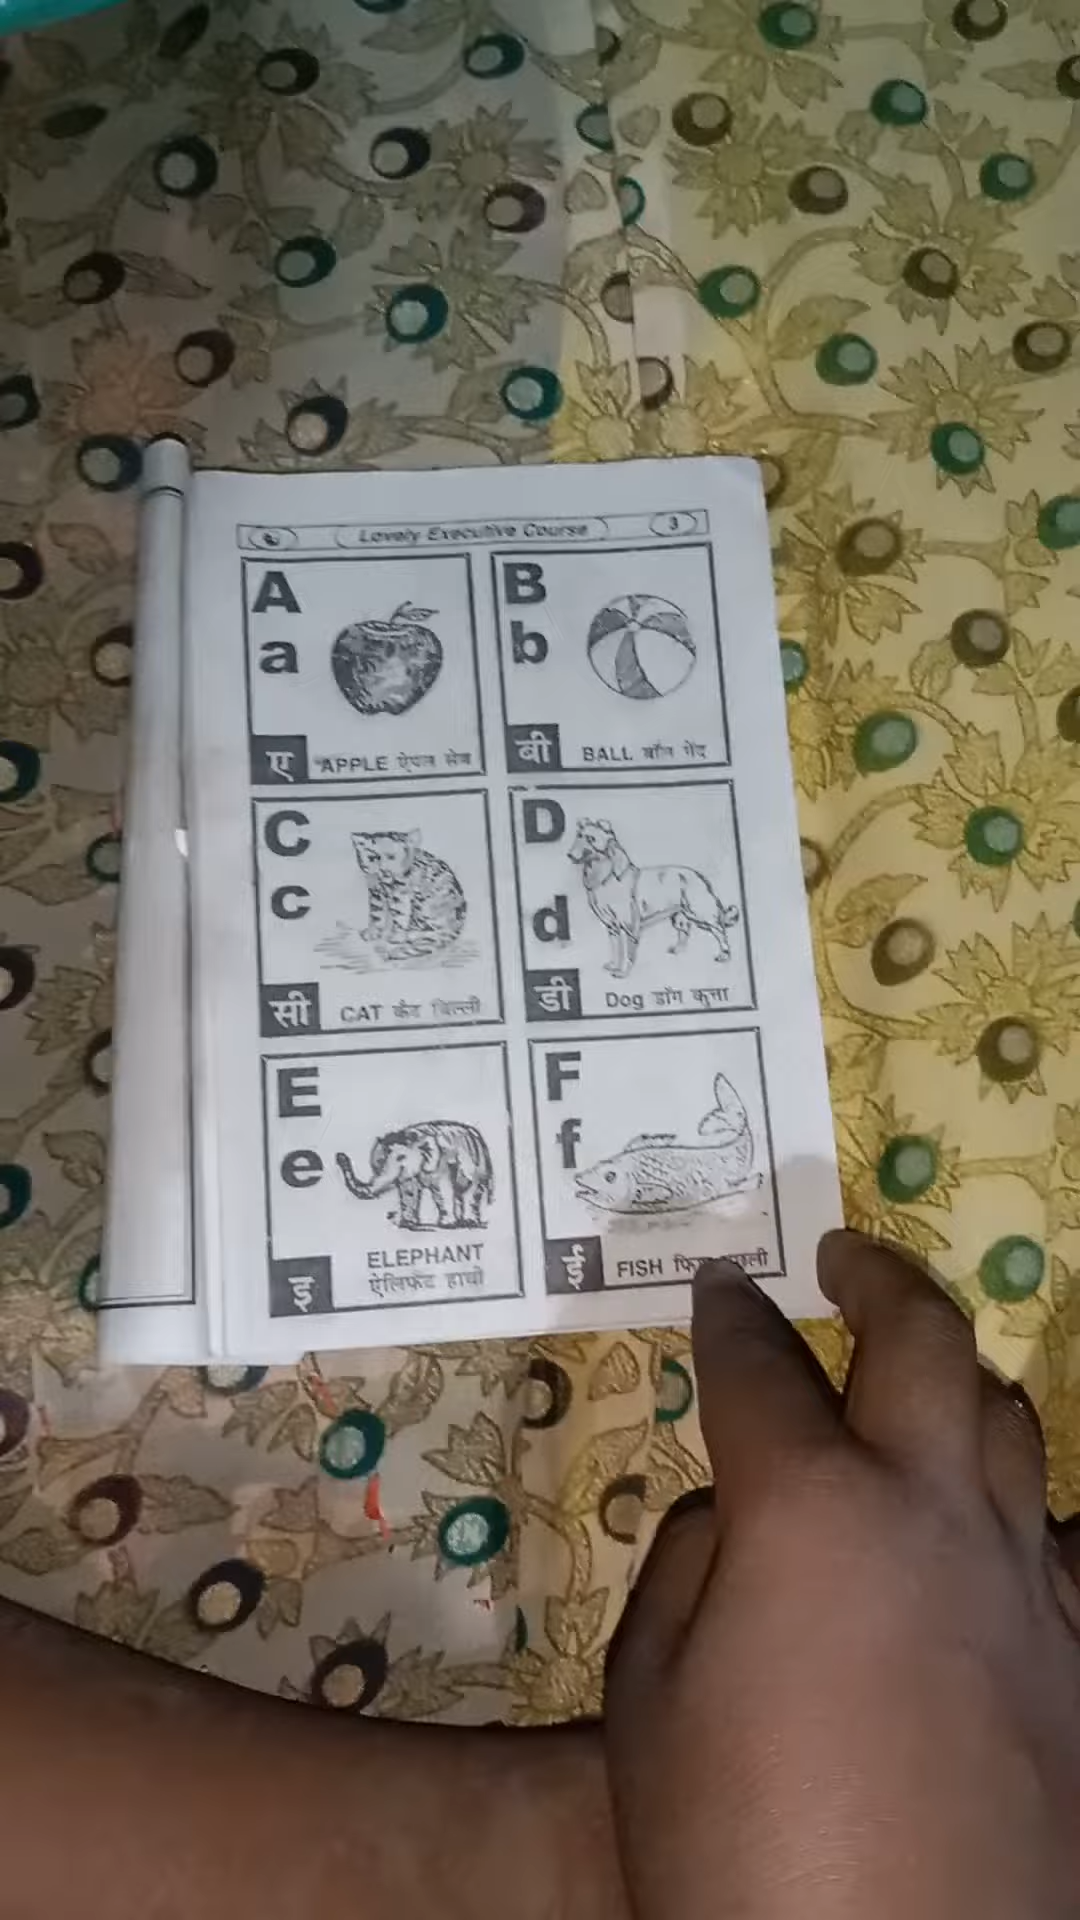 Lovely Executive Course 3
A
a
ए APPLE ऐपल सेब
B
b
बी BALL बॉल गेंद
C
c
सी CAT कैट बिल्ली
D
d
डी Dog डॉग कुत्ता
E
e
ELEPHANT
इ ऐलिफेंट हाथी
F
f
ई FISH